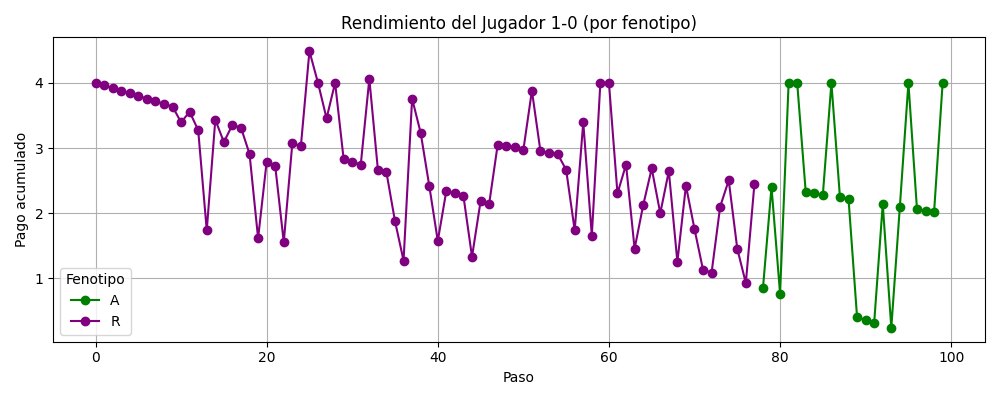 Rendimiento del Jugador 1-0 (por fenotipo)
Pago acumulado
4
3
2
1
Fenotipo
A
R
0 20 40 60 80 100
Paso